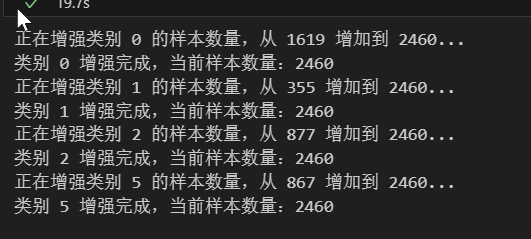 19.7s
正在增强类别 0 的样本数量，从 1619 增加到 2460...
类别 0 增强完成，当前样本数量：2460
正在增强类别 1 的样本数量，从 355 增加到 2460...
类别 1 增强完成，当前样本数量：2460
正在增强类别 2 的样本数量，从 877 增加到 2460...
类别 2 增强完成，当前样本数量：2460
正在增强类别 5 的样本数量，从 867 增加到 2460...
类别 5 增强完成，当前样本数量：2460